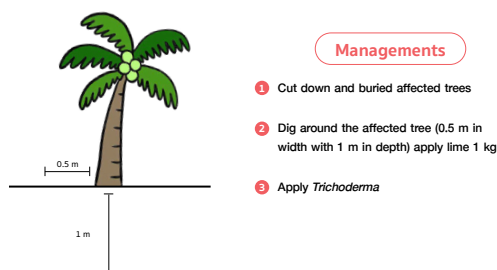 Managements
1 Cut down and buried affected trees
2 Dig around the affected tree (0.5 m in
width with 1 m in depth) apply lime 1 kg
3 Apply Trichoderma
0.5 m
1 m